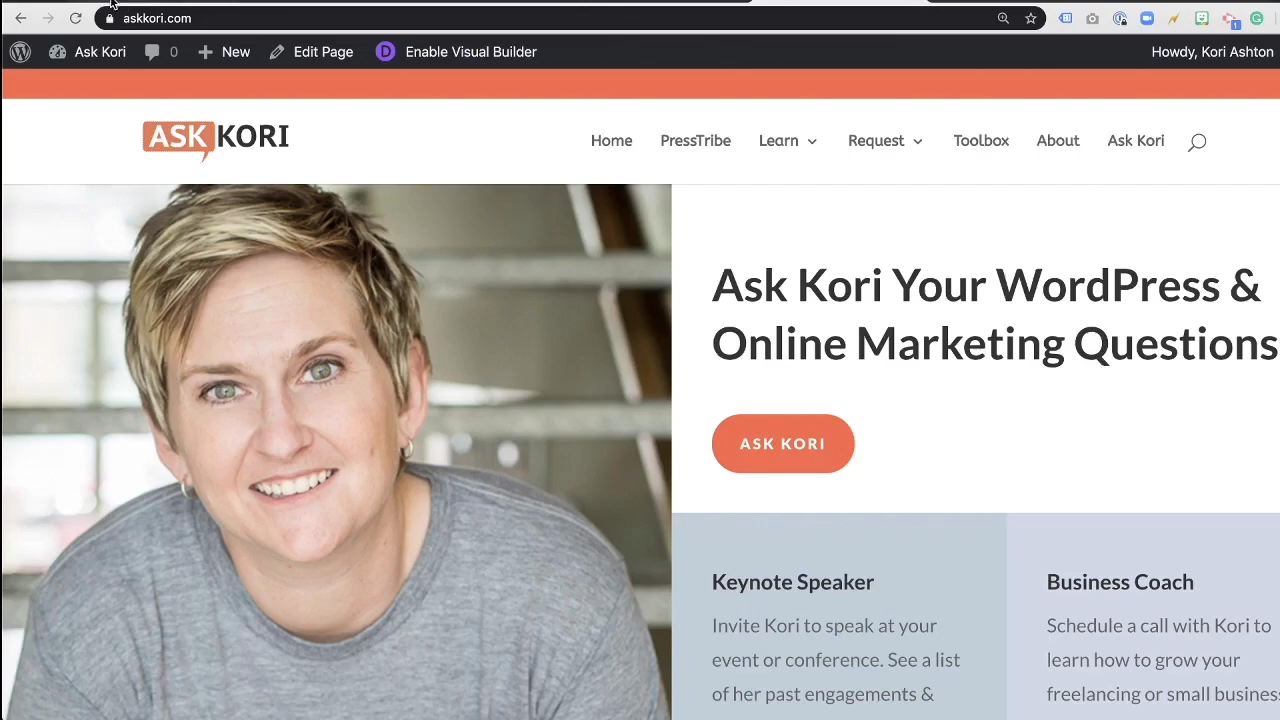 askkori.com
Ask Kori 0 New Edit Page D Enable Visual Builder Howdy, Kori Ashton
ASK KORI Home PressTribe Learn Request Toolbox About Ask Kori
Ask Kori Your WordPress &
Online Marketing Questions
ASK KORI
Keynote Speaker
Invite Kori to speak at your
event or conference. See a list
of her past engagements &
Business Coach
Schedule a call with Kori to
learn how to grow your
freelancing or small business